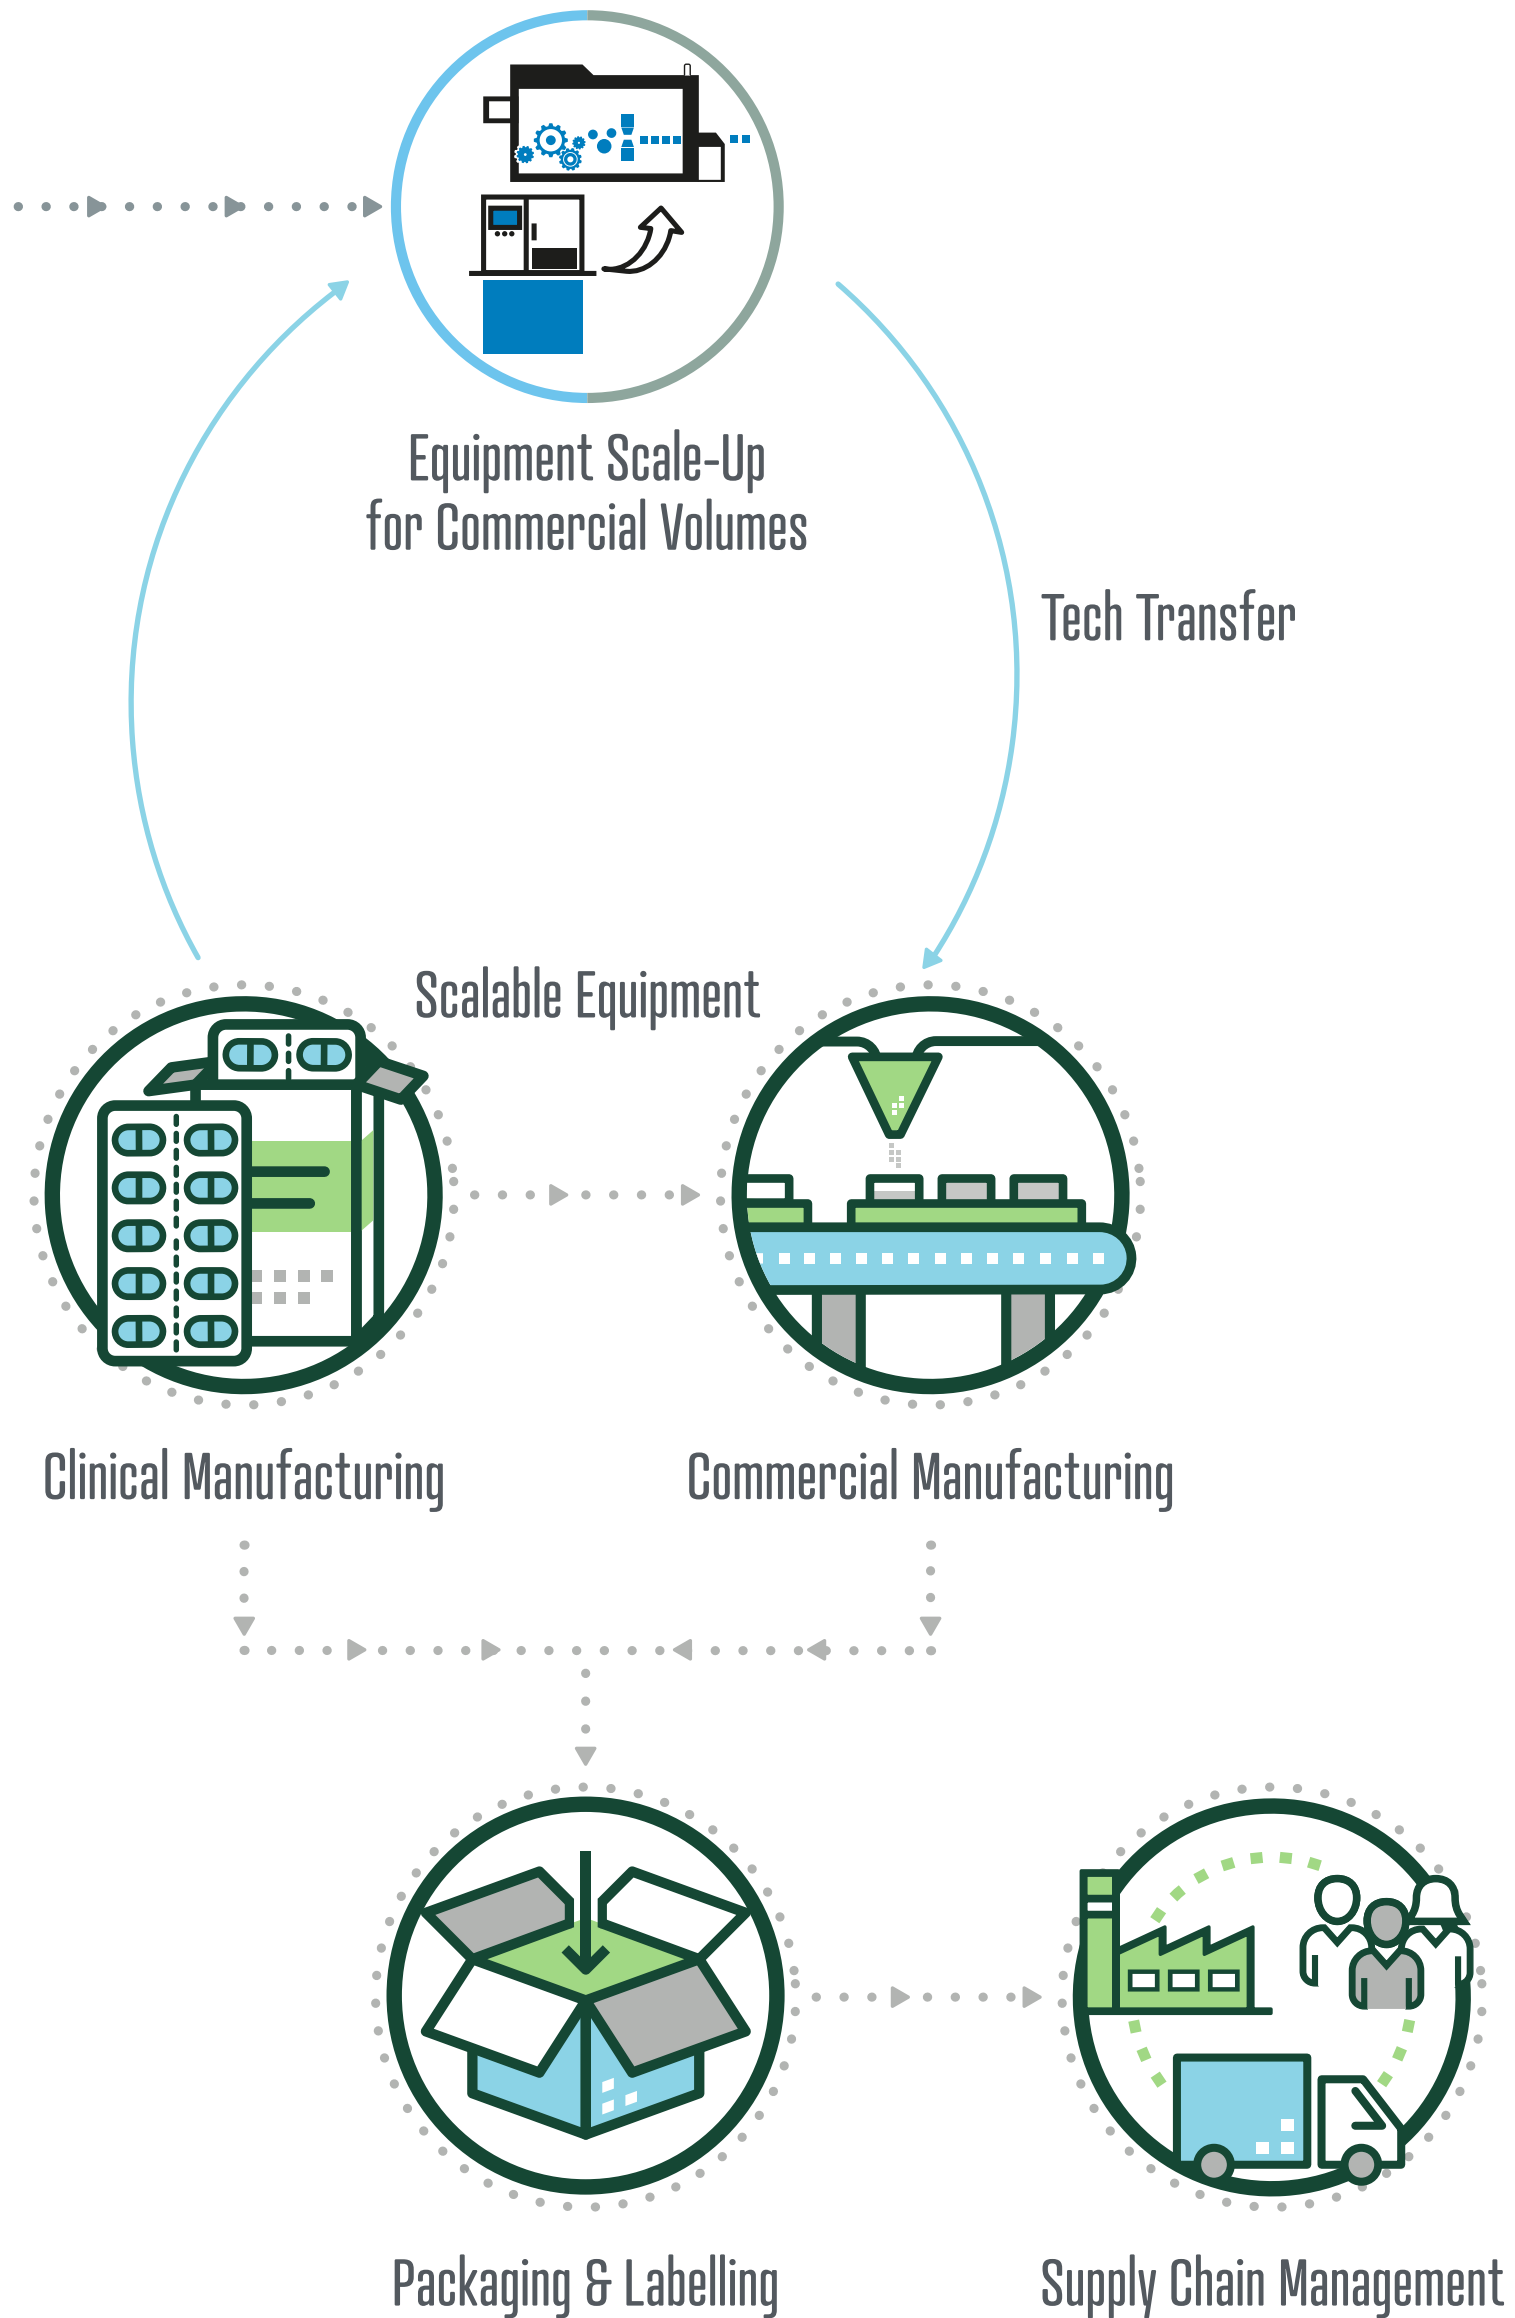 Equipment Scale-Up
for Commercial Volumes
Tech Transfer
Scalable Equipment
Clinical Manufacturing
Commercial Manufacturing
Packaging & Labelling
Supply Chain Management